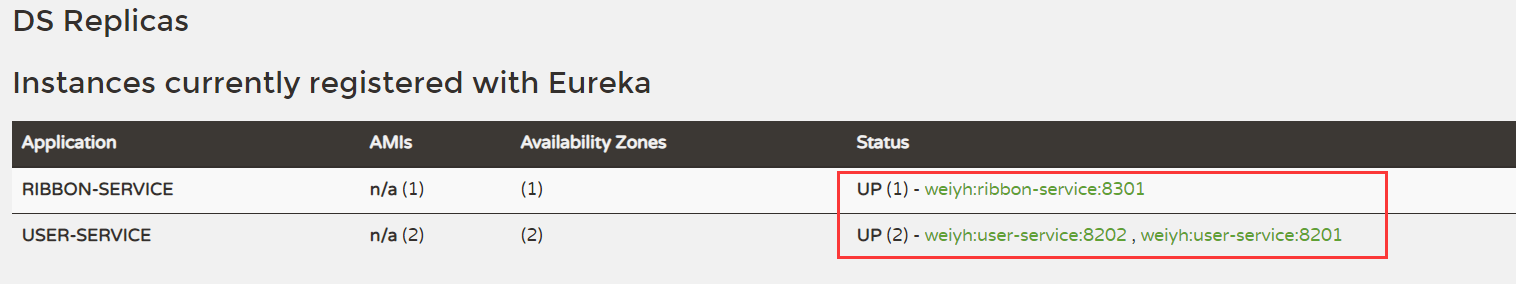 DS Replicas
Instances currently registered with Eureka
Application AMIs Availability Zones Status
RIBBON-SERVICE n/a (1) (1) UP (1) - weiyh:ribbon-service:8301
USER-SERVICE n/a (2) (2) UP (2) - weiyh:user-service:8202 , weiyh:user-service:8201